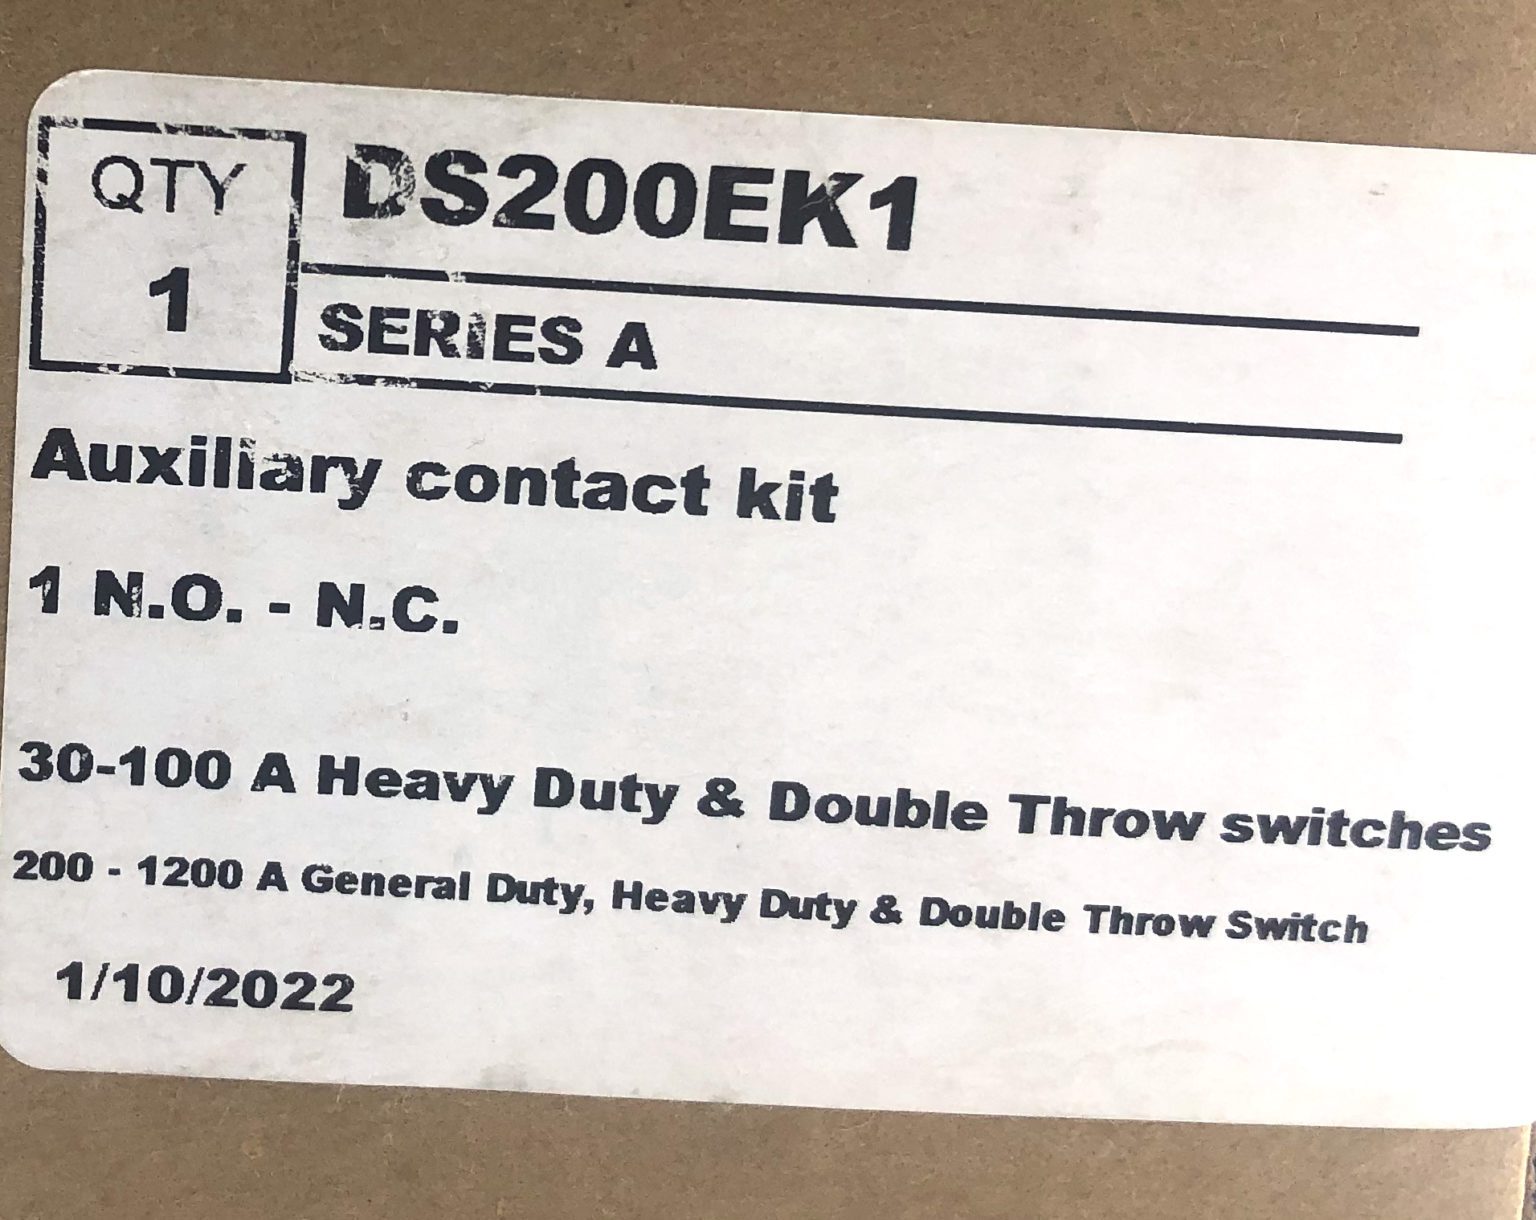 QTY
1
DS200EK1
SERIES A
Auxiliary contact kit
1 N.O. - N.C.
30-100 A Heavy Duty & Double Throw switches
200 - 1200 A General Duty, Heavy Duty & Double Throw Switch
1/10/2022